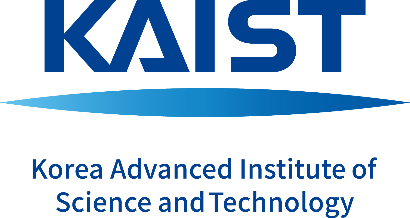 KAIST
Korea Advanced Institute of
Science and Technology